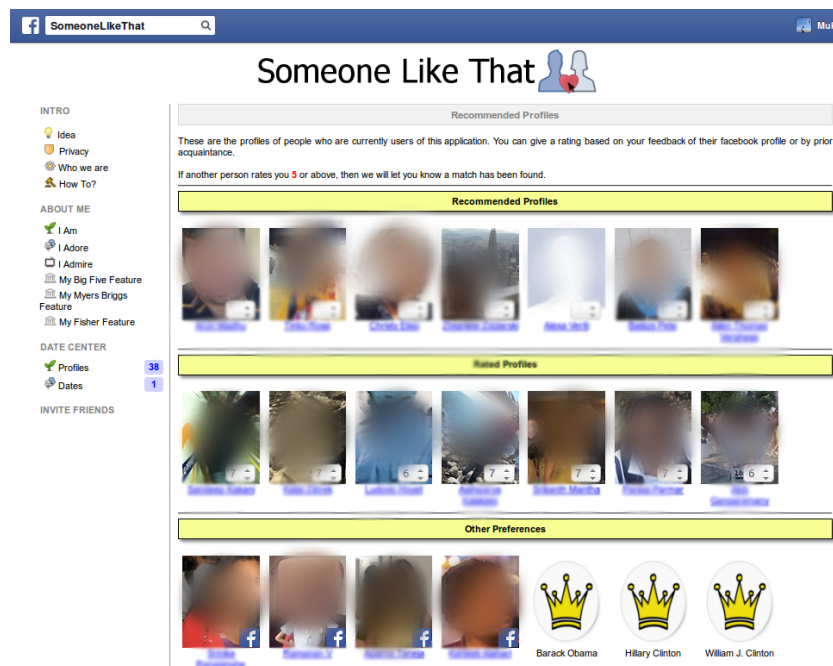 SomeoneLikeThat
Someone Like That
INTRO
Idea
Privacy
Who we are
How To?
ABOUT ME
I Am
I Adore
I Admire
My Big Five Feature
My Myers Briggs
Feature
My Fisher Feature
DATE CENTER
Profiles 38
Dates 1
INVITE FRIENDS
Recommended Profiles
These are the profiles of people who are currently users of this application. You can give a rating based on your feedback of their facebook profile or by prior
acquaintance.
If another person rates you 5 or above, then we will let you know a match has been found.
Recommended Profiles
Rated Profiles
7 7 6 7 7 7 6
Other Preferences
Barack Obama Hillary Clinton William J. Clinton